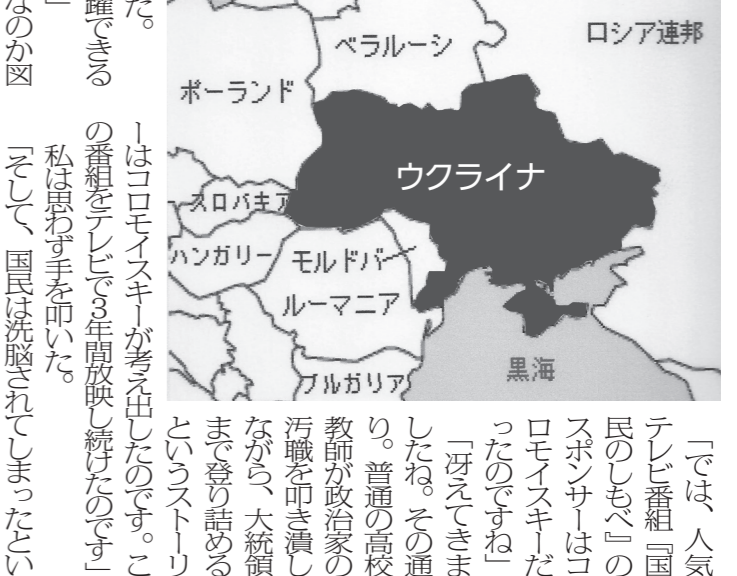 た。
躍できる
」
なのか図
ロシア連邦
ベラルーシ
ポーランド
ウクライナ
スロバキア
ハンガリー
モルドバ
ルーマニア
ブルガリア
黒海
「では、人気
テレビ番組『国
民のしもべ』の
スポンサーはコ
ロモイスキーだ
ったのですね」
「冴えてきま
したね。その通
り。普通の高校
教師が政治家の
汚職を叩き潰し
ながら、大統領
まで登り詰める
というストーリ
ーはコロモイスキーが考え出したのです。こ
の番組をテレビで3年間放映し続けたのです」
私は思わず手を叩いた。
「そして、国民は洗脳されてしまったとい